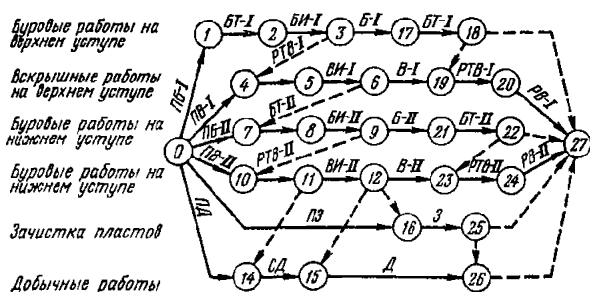 Буровые работы на
верхнем уступе
1 БТ-I 2 БИ-I 3 Б-I 17 БТ-I 18
ПБ-I
РТВ-I
Вскрышные работы
на верхнем уступе
ПВ-I 4 5 ВИ-I 6 В-I 19 РТВ-I 20 РВ-I
БТ-II
Буровые работы на
нижнем уступе
0 ПБ-II 7 8 БИ-II 9 Б-II 21 БТ-II 22 27
ПВ-II РТВ-II
Буровые работы на
нижнем уступе
10 11 ВИ-II 12 В-II 23 РТВ-II 24 РВ-II
Зачистка пластов
ПД ПЗ 16 З 25
Добычные работы
14 СД 15 Д 26